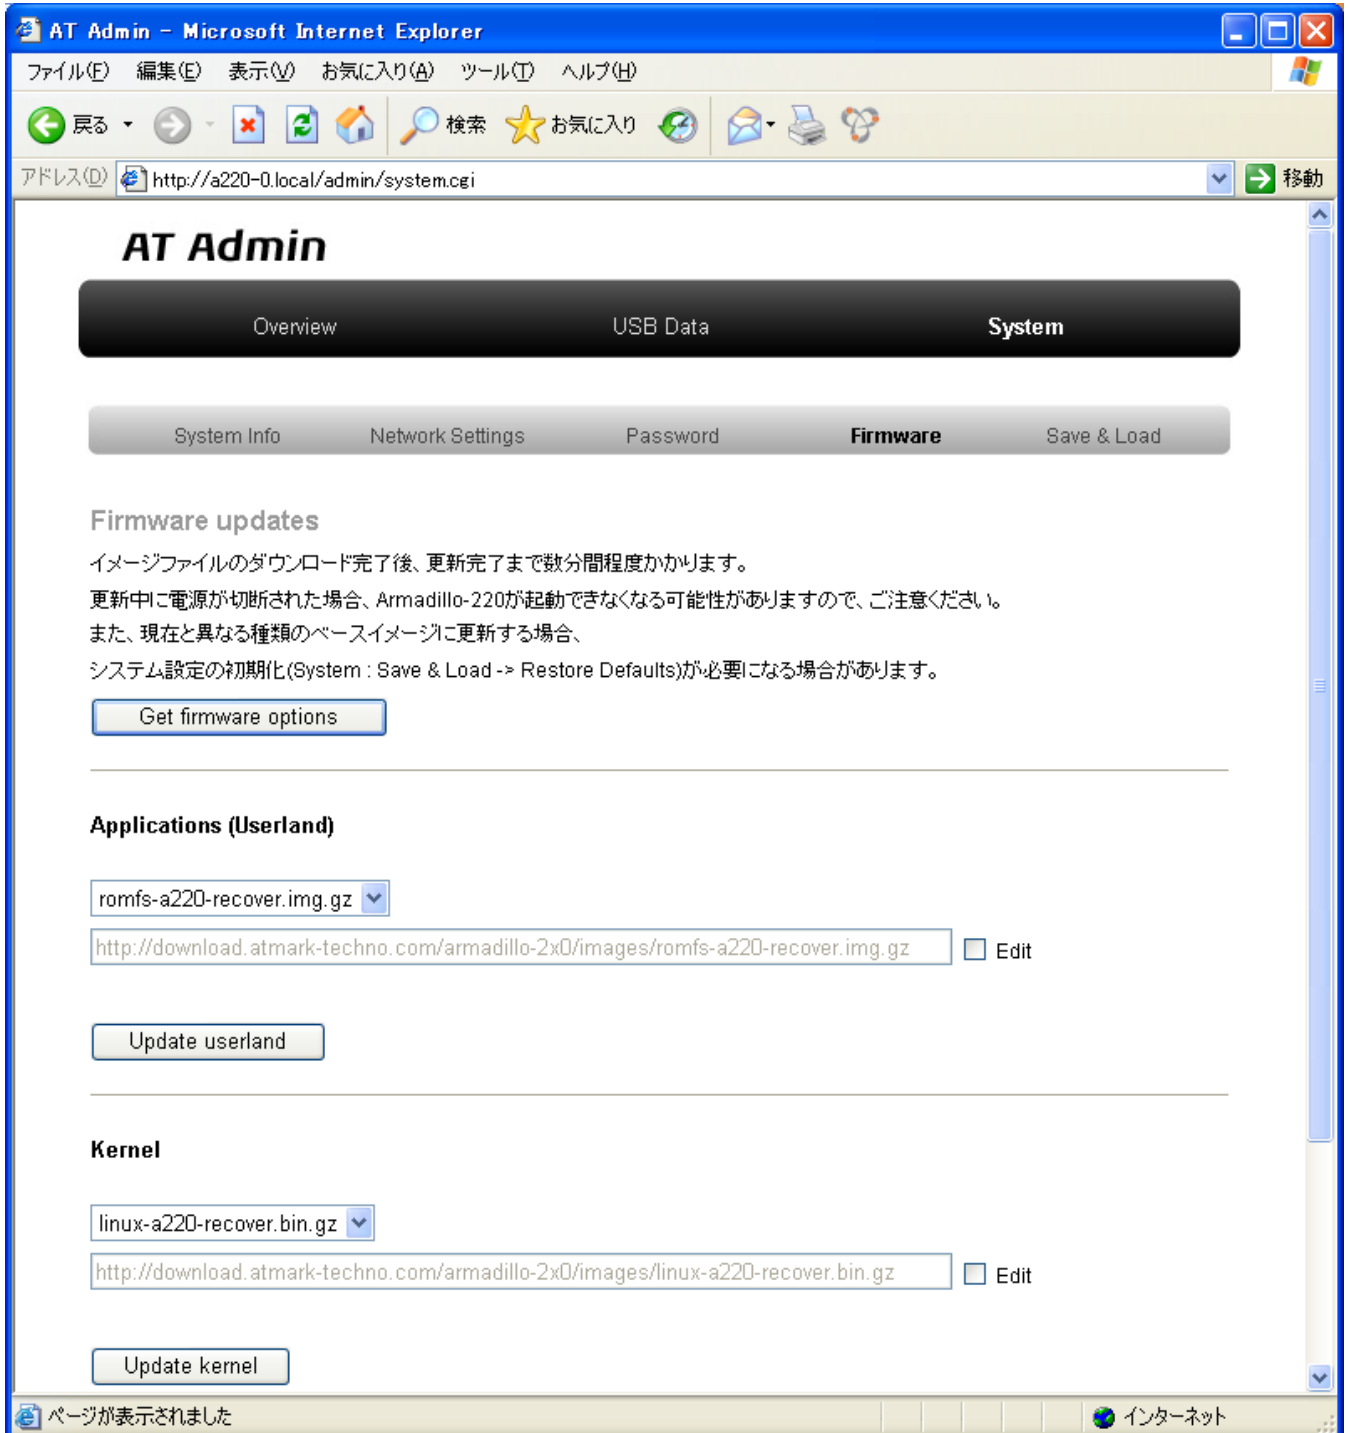 AT Admin - Microsoft Internet Explorer
ファイル(F) 編集(E) 表示(V) お気に入り(A) ツール(T) ヘルプ(H)
戻る 検索 お気に入り
アドレス(D) http://a220-0.local/admin/system.cgi 移動
AT Admin
Overview USB Data System
System Info Network Settings Password Firmware Save & Load
Firmware updates
イメージファイルのダウンロード完了後、更新完了まで数分間程度かかります。
更新中に電源が切断された場合、Armadillo-220が起動できなくなる可能性がありますので、ご注意ください。
また、現在と異なる種類のベースイメージに更新する場合、
システム設定の初期化(System : Save & Load -> Restore Defaults)が必要になる場合があります。
Get firmware options
Applications (Userland)
romfs-a220-recover.img.gz
http://download.atmark-techno.com/armadillo-2x0/images/romfs-a220-recover.img.gz Edit
Update userland
Kernel
linux-a220-recover.bin.gz
http://download.atmark-techno.com/armadillo-2x0/images/linux-a220-recover.bin.gz Edit
Update kernel
ページが表示されました インターネット